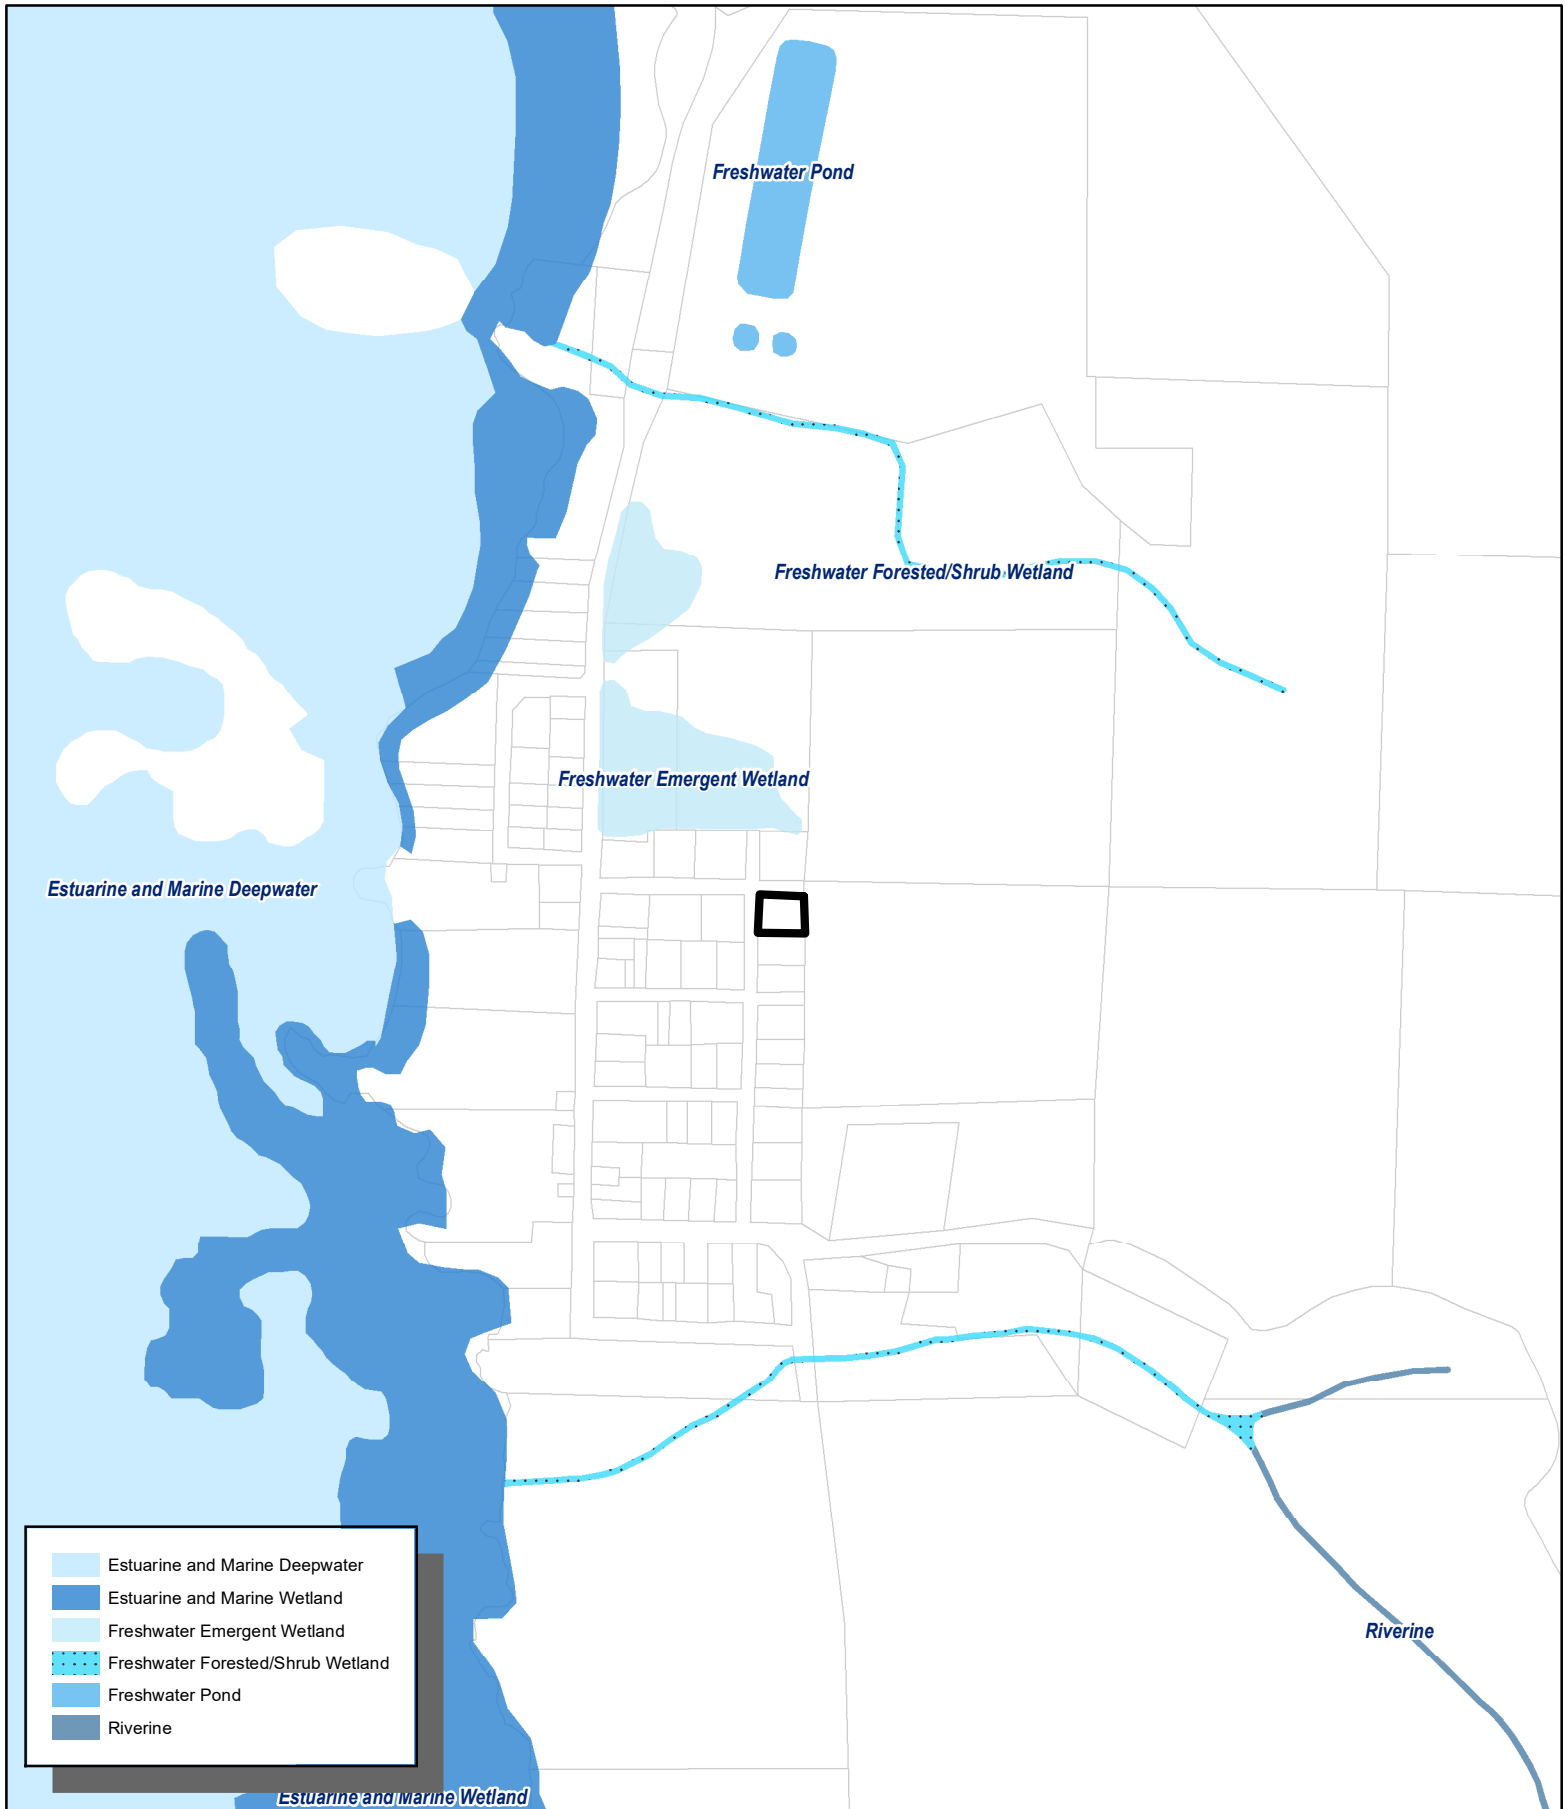 Freshwater Pond
Freshwater Forested/Shrub Wetland
Freshwater Emergent Wetland
Estuarine and Marine Deepwater
Estuarine and Marine Deepwater
Estuarine and Marine Wetland
Freshwater Emergent Wetland
Freshwater Forested/Shrub Wetland
Freshwater Pond
Riverine
Riverine
Estuarine and Marine Wetland